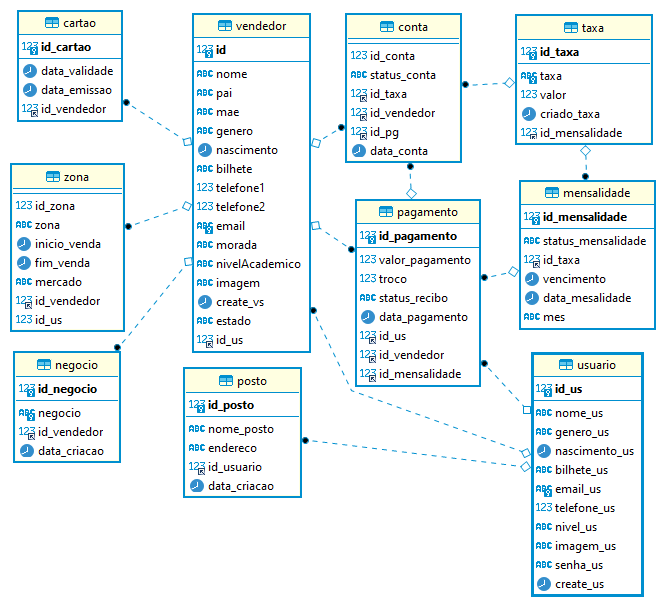 cartao
id_cartao
data_validade
data_emissao
id_vendedor
vendedor
id
nome
pai
mae
genero
nascimento
bilhete
telefone1
telefone2
email
morada
nivelAcademico
imagem
create_vs
estado
id_us
conta
id_conta
status_conta
id_taxa
id_vendedor
id_pg
data_conta
taxa
id_taxa
taxa
valor
criado_taxa
id_mensalidade
zona
id_zona
zona
inicio_venda
fim_venda
mercado
id_vendedor
id_us
pagamento
id_pagamento
valor_pagamento
troco
status_recibo
data_pagamento
id_us
id_vendedor
id_mensalidade
mensalidade
id_mensalidade
status_mensalidade
id_taxa
vencimento
data_mesalidade
mes
negocio
id_negocio
negocio
id_vendedor
data_criacao
posto
id_posto
nome_posto
endereco
id_usuario
data_criacao
usuario
id_us
nome_us
genero_us
nascimento_us
bilhete_us
email_us
telefone_us
nivel_us
imagem_us
senha_us
create_us